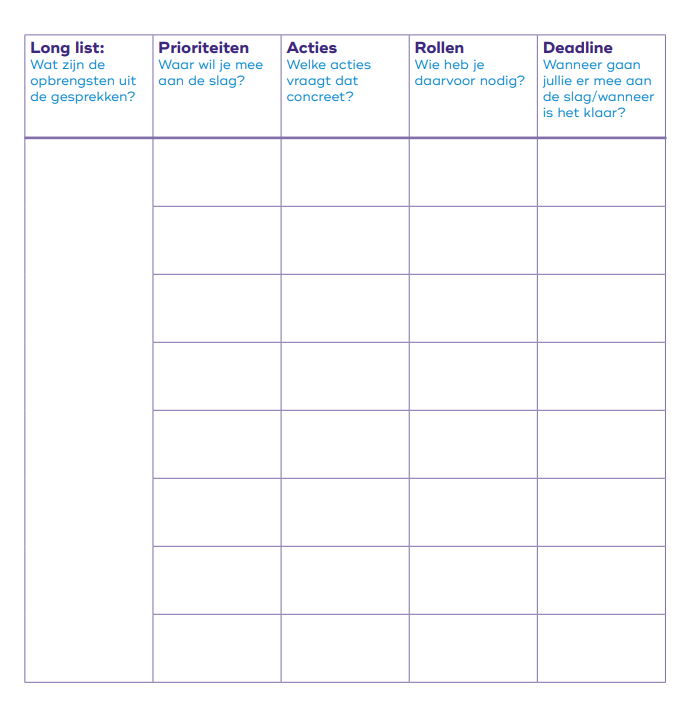 Long list:
Wat zijn de
opbrengsten uit
de gesprekken?
Prioriteiten
Waar wil je mee
aan de slag?
Acties
Welke acties
vraagt dat
concreet?
Rollen
Wie heb je
daarvoor nodig?
Deadline
Wanneer gaan
jullie er mee aan
de slag/wanneer
is het klaar?